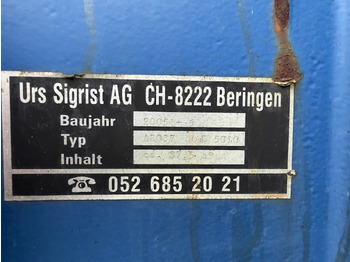 Urs Sigrist AG CH-8222 Beringen
Baujahr
Typ
Inhalt
☎ 052 685 20 21